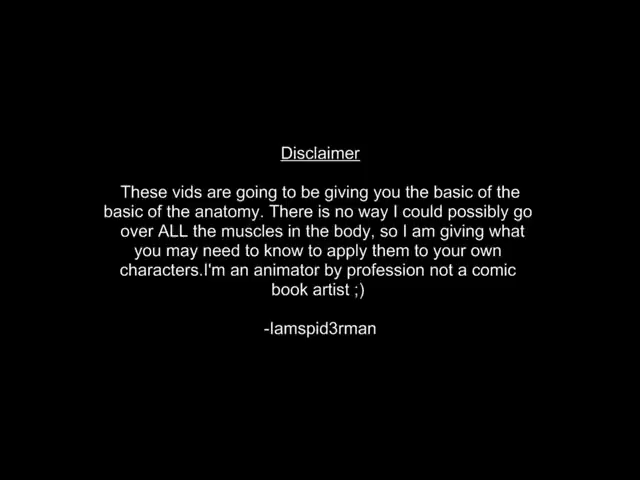 Disclaimer
These vids are going to be giving you the basic of the
basic of the anatomy. There is no way I could possibly go
over ALL the muscles in the body, so I am giving what
you may need to know to apply them to your own
characters.I'm an animator by profession not a comic
book artist ;)
-Iamspid3rman